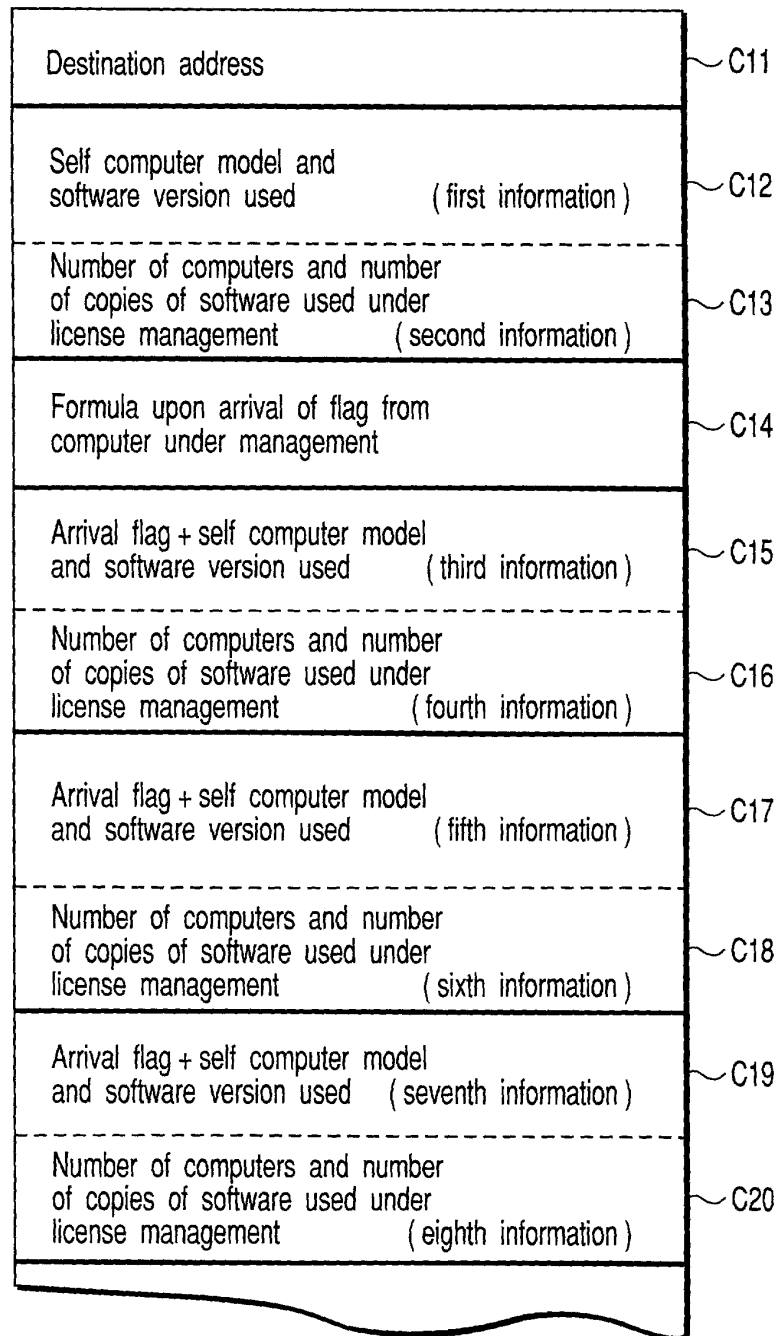 Destination address
C11
Self computer model and
software version used (first information)
C12
Number of computers and number
of copies of software used under
license management (second information)
C13
Formula upon arrival of flag from
computer under management
C14
Arrival flag + self computer model
and software version used (third information)
C15
Number of computers and number
of copies of software used under
license management (fourth information)
C16
Arrival flag + self computer model
and software version used (fifth information)
C17
Number of computers and number
of copies of software used under
license management (sixth information)
C18
Arrival flag + self computer model
and software version used (seventh information)
C19
Number of computers and number
of copies of software used under
license management (eighth information)
C20